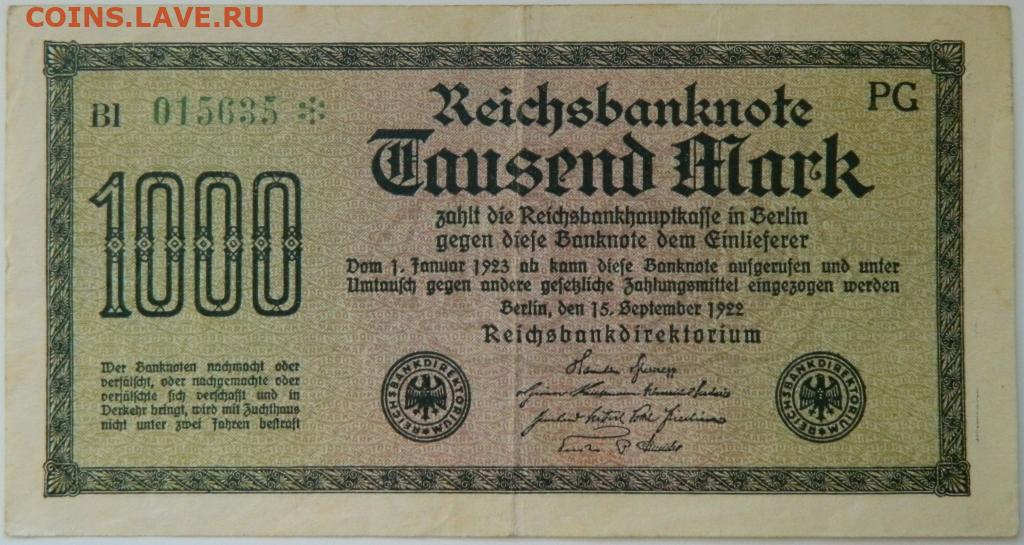 COINS.LAVE.RU
BI 015635 *
PG
Reichsbanknote
Tausend Mark
zahlt die Reichsbankhauptkasse in Berlin
gegen diese Banknote dem Einlieferer
Vom 1. Januar 1923 ab kann diese Banknote aufgerufen und unter
Umtausch gegen andere gesetzliche Zahlungsmittel eingezogen werden
Berlin, den 15. September 1922
Reichsbankdirektorium
1000
Wer Banknoten nachmacht oder
verfälscht, oder nachgemachte oder
verfälschte sich verschafft und in
Verkehr bringt, wird mit Zuchthaus
nicht unter zwei Jahren bestraft
REICHSBANKDIREKTORIUM
REICHSBANKDIREKTORIUM